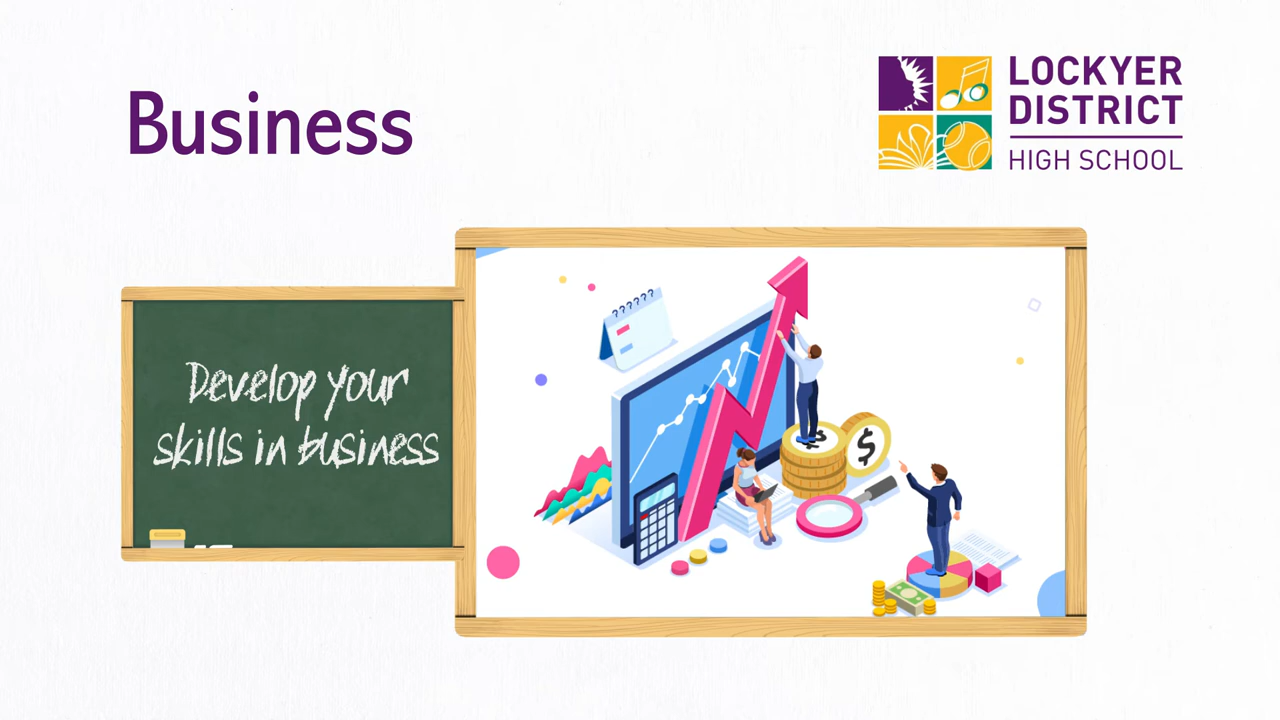 Business
LOCKYER
DISTRICT
HIGH SCHOOL
Develop your
skills in business
$
$